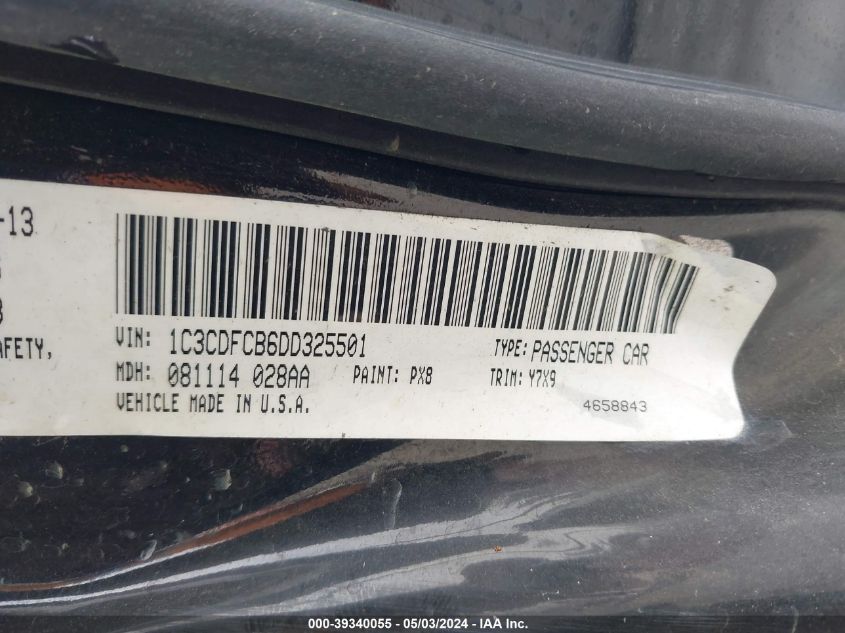 -13
AFETY,
VIN: 1C3CDFCB6DD325501 TYPE: PASSENGER CAR
MDH: 081114 028AA PAINT: PX8 TRIM: Y7X9
VEHICLE MADE IN U.S.A. 4658843
000-39340055 - 05/03/2024 - IAA Inc.